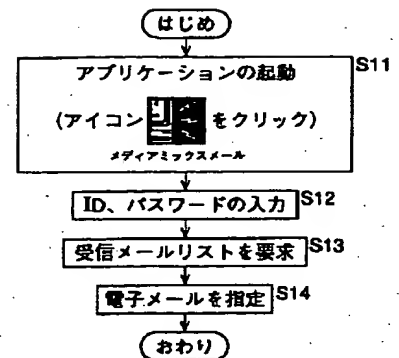 はじめ
アプリケーションの起動 S11
(アイコン をクリック)
メディアミックスメール
ID、パスワードの入力 S12
受信メールリストを要求 S13
電子メールを指定 S14
おわり